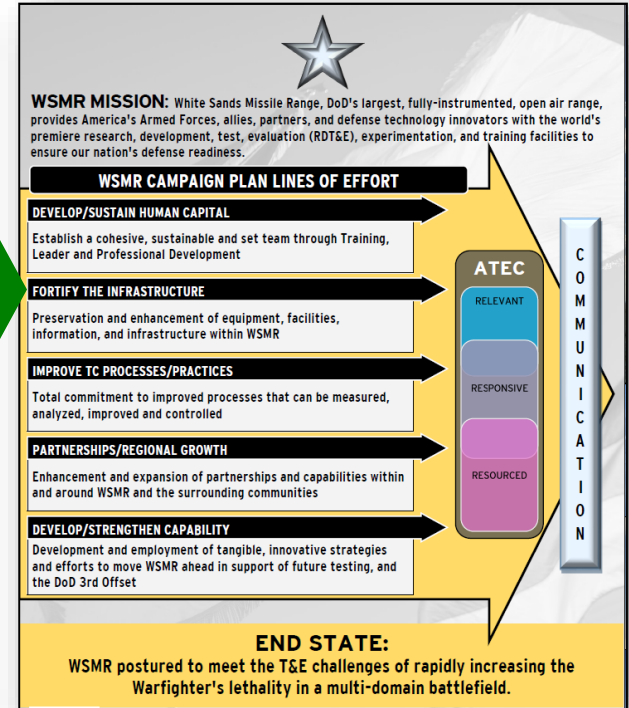 WSMR MISSION: White Sands Missile Range, DoD's largest, fully-instrumented, open air range,
provides America's Armed Forces, allies, partners, and defense technology innovators with the world's
premiere research, development, test, evaluation (RDT&E), experimentation, and training facilities to
ensure our nation's defense readiness.
WSMR CAMPAIGN PLAN LINES OF EFFORT
DEVELOP/SUSTAIN HUMAN CAPITAL
Establish a cohesive, sustainable and set team through Training,
Leader and Professional Development
FORTIFY THE INFRASTRUCTURE
Preservation and enhancement of equipment, facilities,
information, and infrastructure within WSMR
IMPROVE TC PROCESSES/PRACTICES
Total commitment to improved processes that can be measured,
analyzed, improved and controlled
PARTNERSHIPS/REGIONAL GROWTH
Enhancement and expansion of partnerships and capabilities within
and around WSMR and the surrounding communities
DEVELOP/STRENGTHEN CAPABILITY
Development and employment of tangible, innovative strategies
and efforts to move WSMR ahead in support of future testing, and
the DoD 3rd Offset
ATEC
RELEVANT
RESPONSIVE
RESOURCED
COMMUNICATION
END STATE:
WSMR postured to meet the T&E challenges of rapidly increasing the
Warfighter's lethality in a multi-domain battlefield.